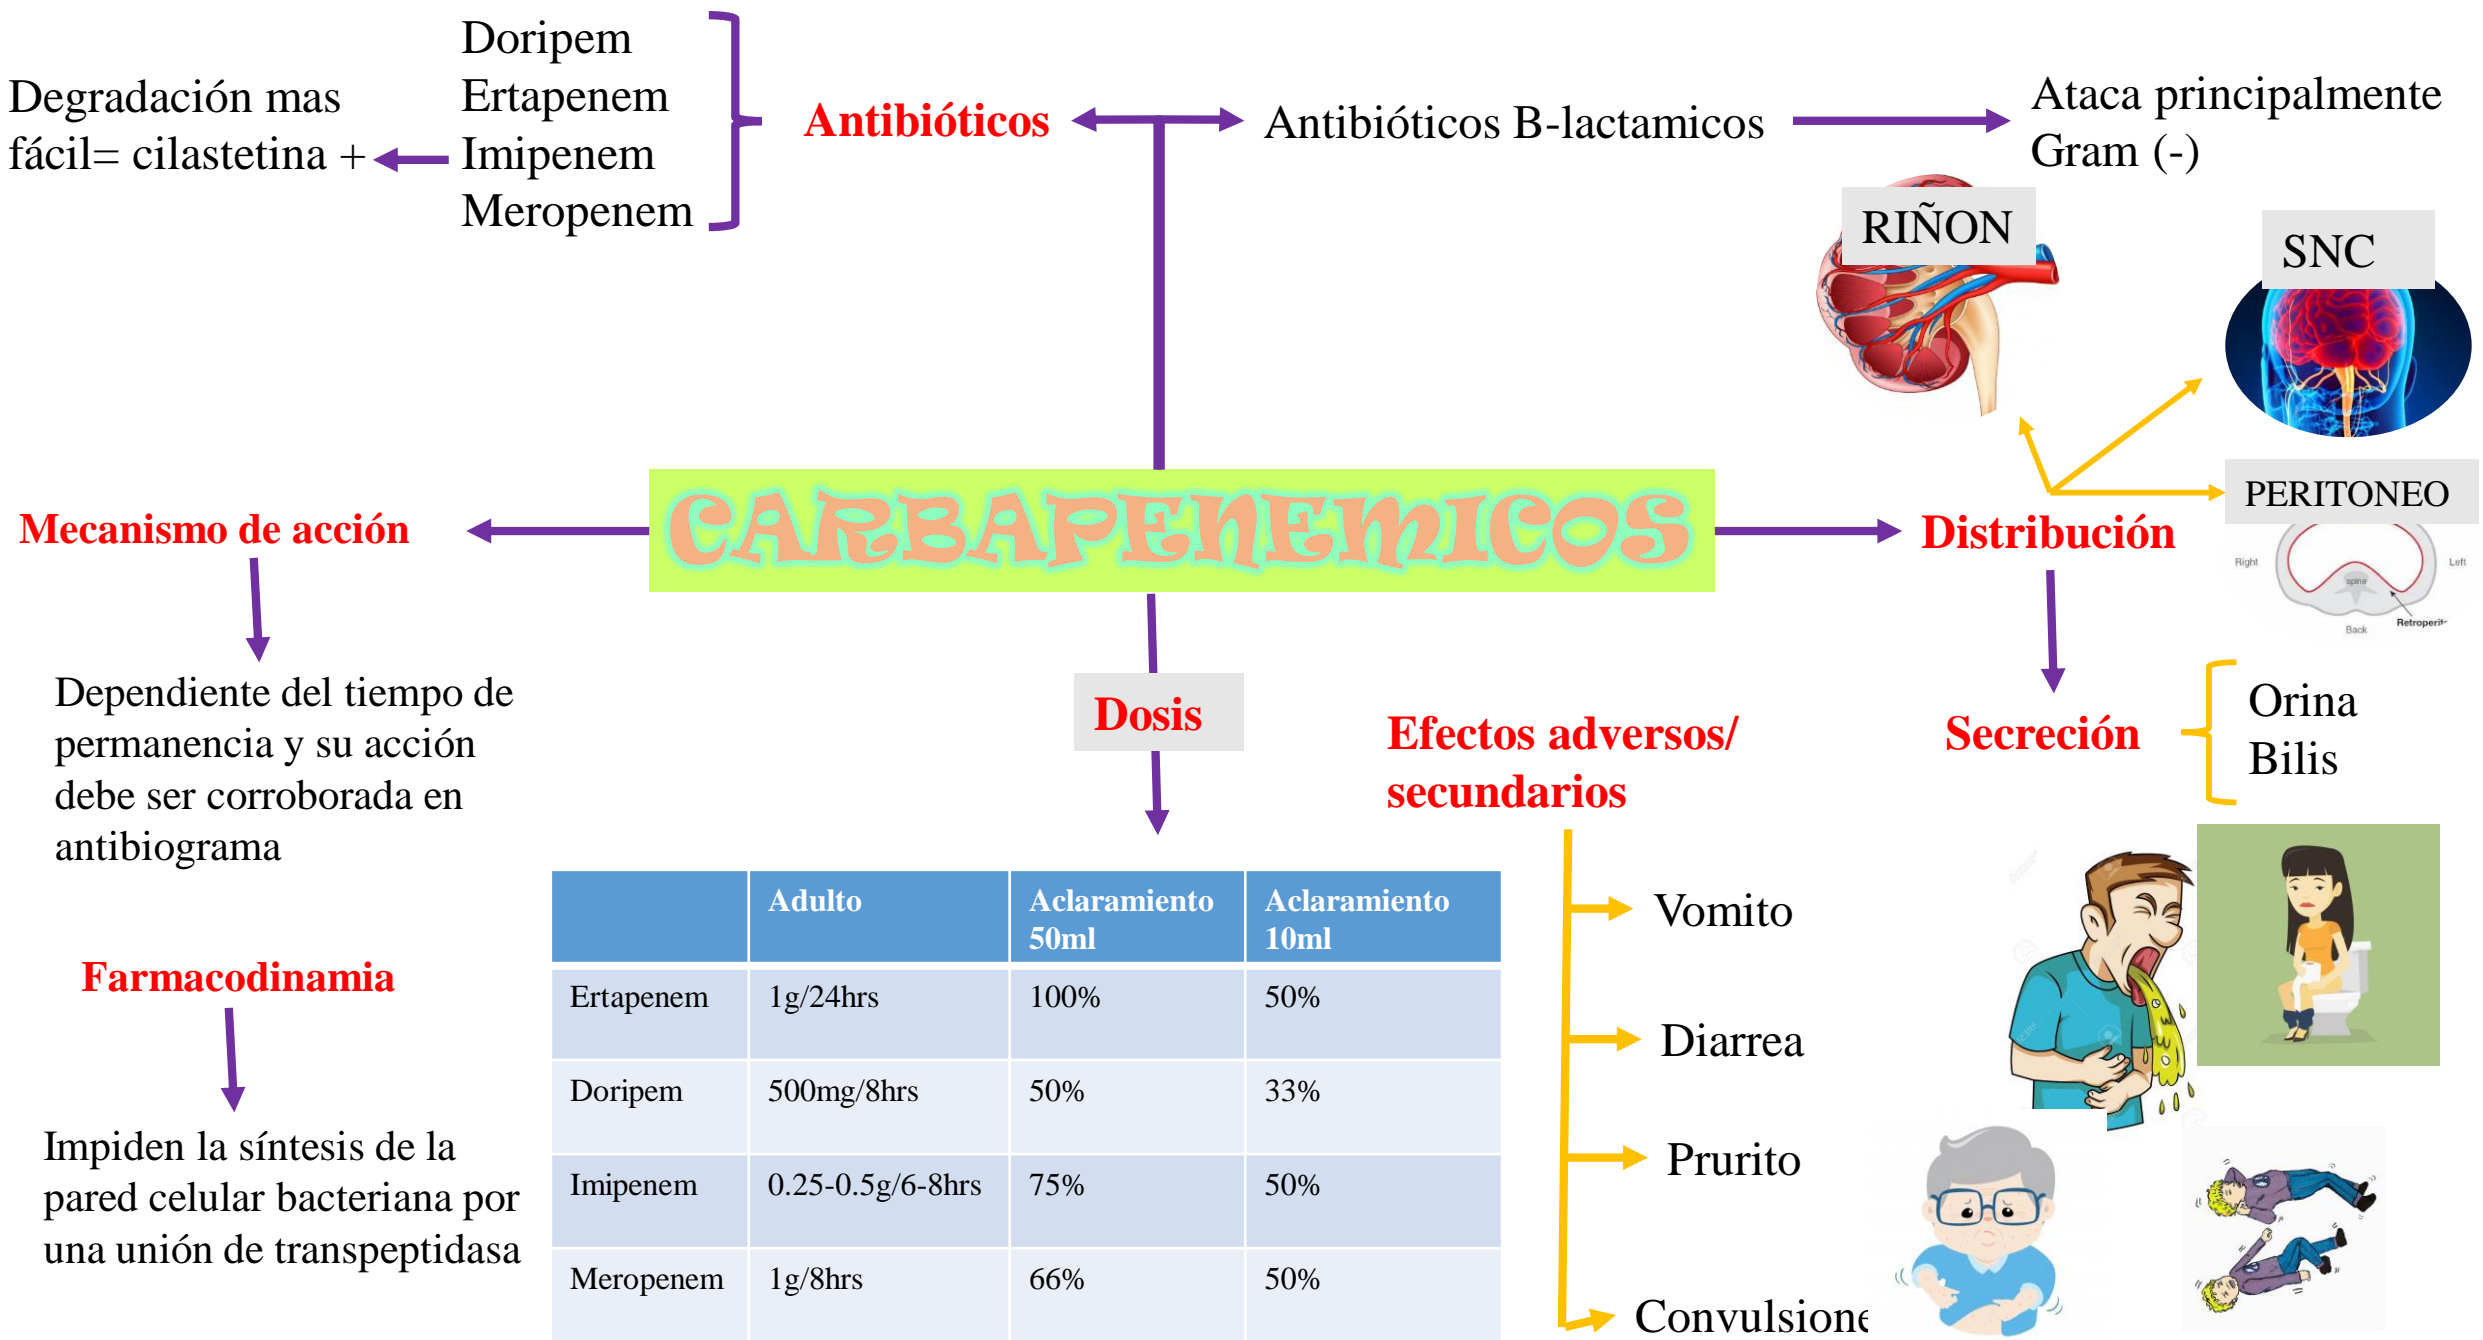 Doripem
Ertapenem
Imipenem
Meropenem
Degradación mas
fácil= cilastetina +
Antibióticos
Antibióticos B-lactamicos
Ataca principalmente
Gram (-)
RIÑON
SNC
PERITONEO
Right
Left
spine
Back
Retroperit
CARBAPENEMICOS
Mecanismo de acción
Distribución
Dependiente del tiempo de
permanencia y su acción
debe ser corroborada en
antibiograma
Dosis
Efectos adversos/
secundarios
Secreción
Orina
Bilis
Farmacodinamia
Impiden la síntesis de la
pared celular bacteriana por
una unión de transpeptidasa
Adulto
Aclaramiento
50ml
Aclaramiento
10ml
Ertapenem 1g/24hrs 100% 50%
Doripem 500mg/8hrs 50% 33%
Imipenem 0.25-0.5g/6-8hrs 75% 50%
Meropenem 1g/8hrs 66% 50%
Vomito
Diarrea
Prurito
Convulsione